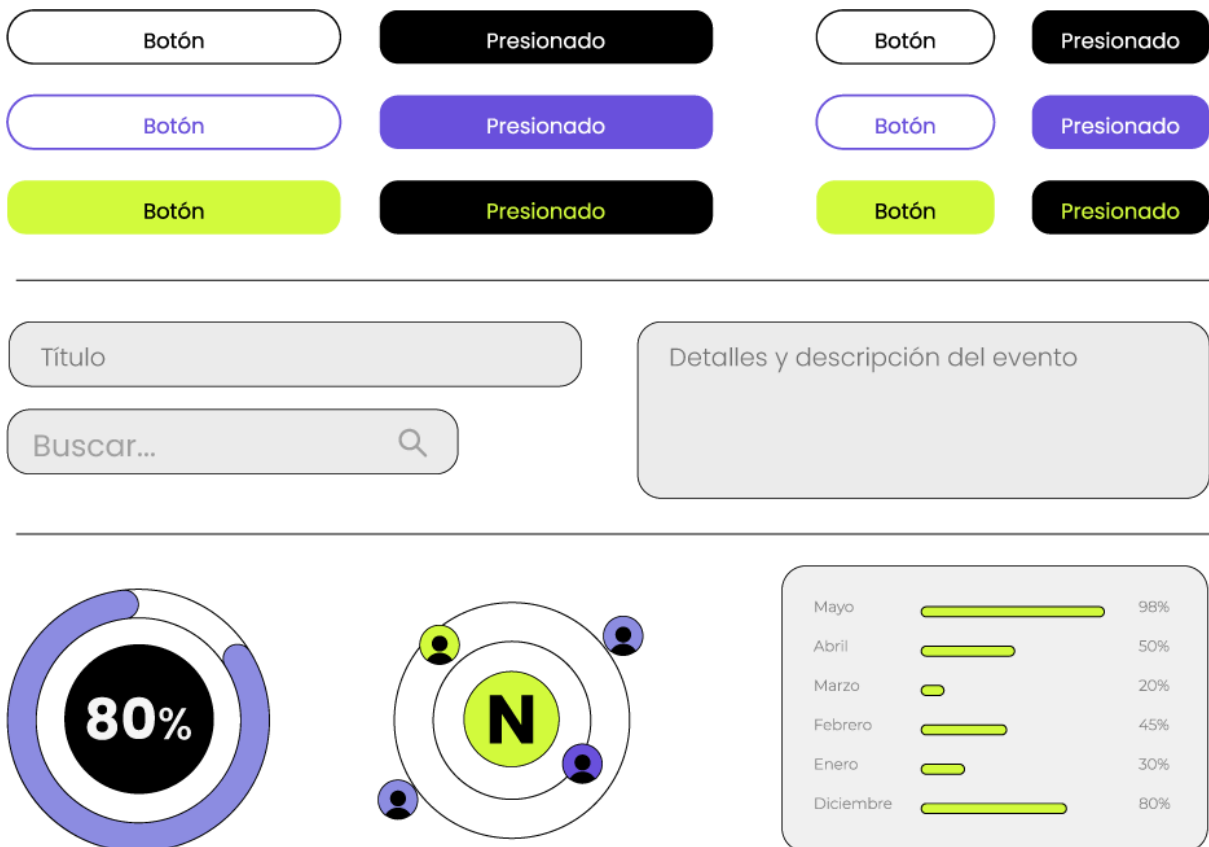 Botón
Presionado
Botón
Presionado
Botón
Presionado
Botón
Presionado
Botón
Presionado
Botón
Presionado
Título
Detalles y descripción del evento
Buscar...
80%
N
Mayo 98%
Abril 50%
Marzo 20%
Febrero 45%
Enero 30%
Diciembre 80%